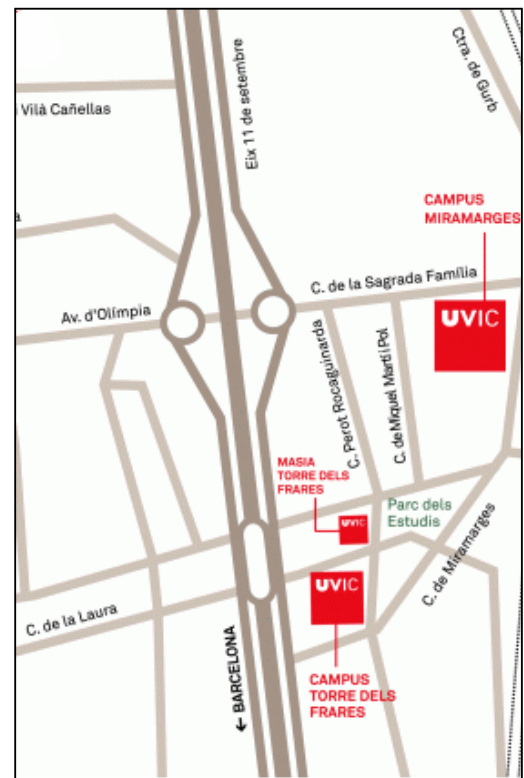 Ctra. de Gurb
Eix 11 de setembre
i Vilà Cañellas
CAMPUS
MIRAMARGES
a
C. de la Sagrada Família
Av. d'Olímpia
UVIC
C. Perot Rocaguinarda
C. de Miquel Martí i Pol
MASIA
TORRE DELS
FRARES
Parc dels
Estudis
UVIC
C. de Miramarges
UVIC
C. de la Laura
← BARCELONA
CAMPUS
TORRE DELS
FRARES